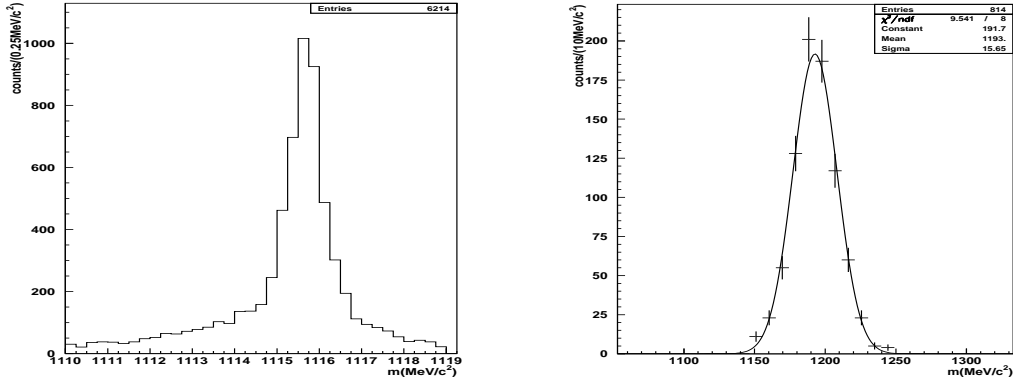 Entries 6214
counts/(0.25MeV/c²)
1000
800
600
400
200
0
1110 1111 1112 1113 1114 1115 1116 1117 1118 1119
m(MeV/c²)
Entries 814
χ²/ndf 9.541 / 8
Constant 191.7
Mean 1193.
Sigma 15.65
counts/(10MeV/c²)
200
175
150
125
100
75
50
25
0
1100 1150 1200 1250 1300
m(MeV/c²)